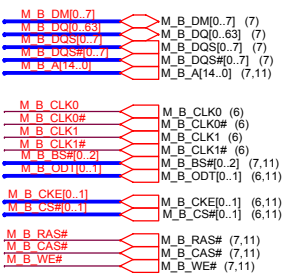 M_B_DM[0..7] M_B_DM[0..7] (7)
M_B_DQ[0..63] M_B_DQ[0..63] (7)
M_B_DQS[0..7] M_B_DQS[0..7] (7)
M_B_DQS#[0..7] M_B_DQS#[0..7] (7)
M_B_A[14..0] M_B_A[14..0] (7,11)
M_B_CLK0 M_B_CLK0 (6)
M_B_CLK0# M_B_CLK0# (6)
M_B_CLK1 M_B_CLK1 (6)
M_B_CLK1# M_B_CLK1# (6)
M_B_BS#[0..2] M_B_BS#[0..2] (7,11)
M_B_ODT[0..1] M_B_ODT[0..1] (6,11)
M_B_CKE[0..1] M_B_CKE[0..1] (6,11)
M_B_CS#[0..1] M_B_CS#[0..1] (6,11)
M_B_RAS# M_B_RAS# (7,11)
M_B_CAS# M_B_CAS# (7,11)
M_B_WE# M_B_WE# (7,11)